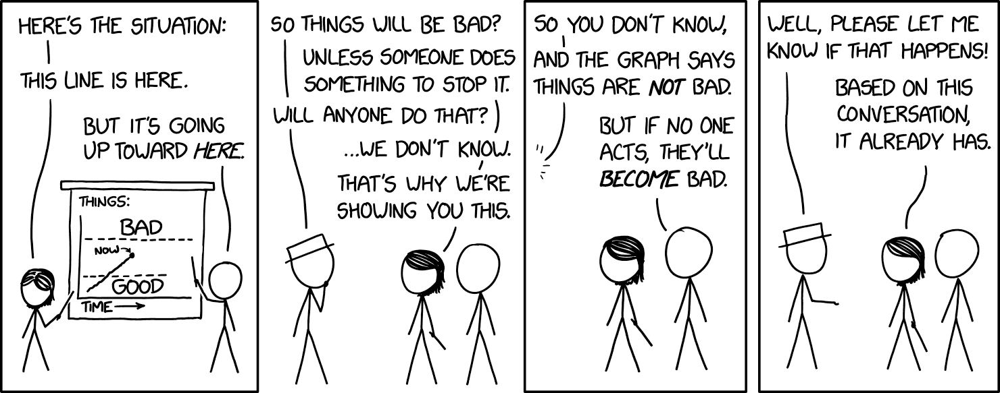 HERE'S THE SITUATION:
THIS LINE IS HERE.
BUT IT'S GOING
UP TOWARD HERE.
THINGS:
BAD
NOW
GOOD
TIME
SO THINGS WILL BE BAD?
UNLESS SOMEONE DOES
SOMETHING TO STOP IT.
WILL ANYONE DO THAT?
...WE DON'T KNOW.
THAT'S WHY WE'RE
SHOWING YOU THIS.
SO YOU DON'T KNOW,
AND THE GRAPH SAYS
THINGS ARE NOT BAD.
BUT IF NO ONE
ACTS, THEY'LL
BECOME BAD.
WELL, PLEASE LET ME
KNOW IF THAT HAPPENS!
BASED ON THIS
CONVERSATION,
IT ALREADY HAS.